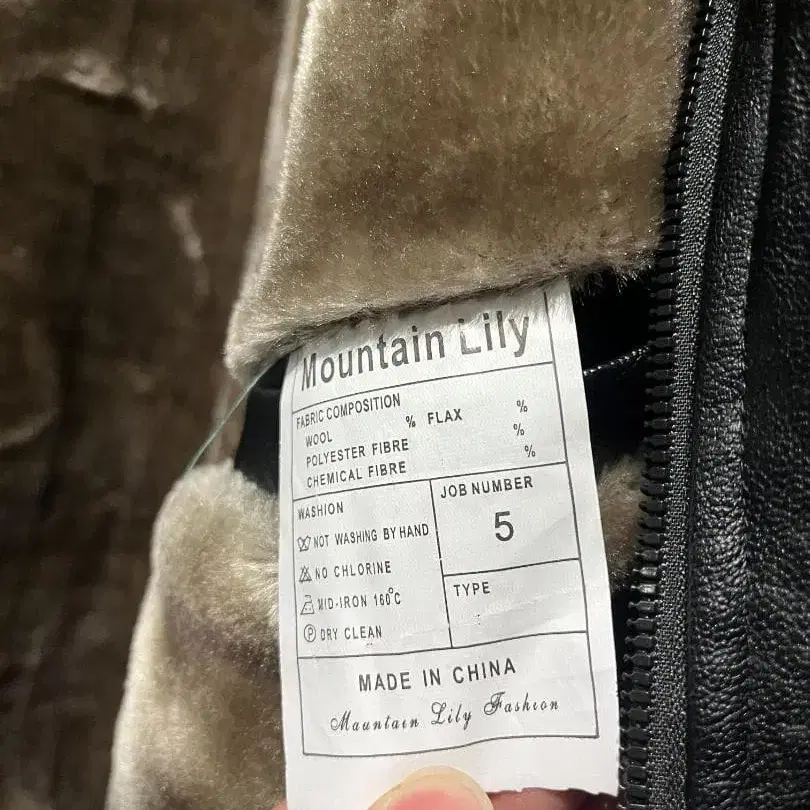 Mountain Lily
FABRIC COMPOSITION
WOOL % FLAX %
POLYESTER FIBRE %
CHEMICAL FIBRE %
WASHION
NOT WASHING BY HAND
NO CHLORINE
MID-IRON 160°C
P DRY CLEAN
JOB NUMBER
5
TYPE
MADE IN CHINA
Mauntain Lily Fashion